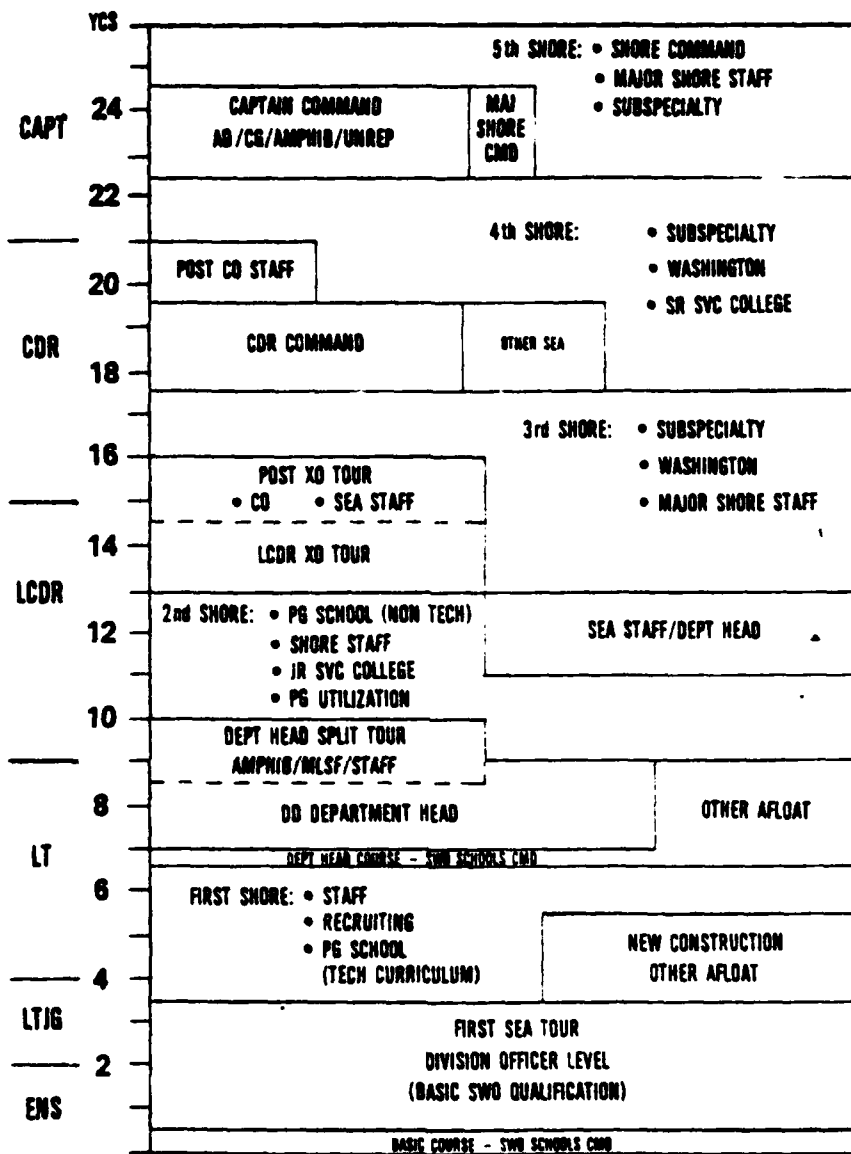 YCS
5th SHORE: • SHORE COMMAND
• MAJOR SHORE STAFF
• SUBSPECIALTY
CAPT
24
CAPTAIN COMMAND
AO/CG/AMPHIB/UNREP
MAJ
SHORE
CMD
22
4th SHORE: • SUBSPECIALTY
• WASHINGTON
• SR SVC COLLEGE
POST CO STAFF
20
CDR
CDR COMMAND
OTHER SEA
18
3rd SHORE: • SUBSPECIALTY
• WASHINGTON
• MAJOR SHORE STAFF
16
POST XO TOUR
• CO • SEA STAFF
14
LCDR XO TOUR
LCDR
2nd SHORE: • PG SCHOOL (NON TECH)
• SHORE STAFF
• JR SVC COLLEGE
• PG UTILIZATION
12
SEA STAFF/DEPT HEAD
10
DEPT HEAD SPLIT TOUR
AMPHIB/MLSF/STAFF
8
DD DEPARTMENT HEAD
OTHER AFLOAT
LT
DEPT HEAD COURSE - SWO SCHOOLS CMD
6
FIRST SHORE: • STAFF
• RECRUITING
• PG SCHOOL
(TECH CURRICULUM)
NEW CONSTRUCTION
OTHER AFLOAT
4
LTJG
FIRST SEA TOUR
DIVISION OFFICER LEVEL
(BASIC SWO QUALIFICATION)
2
ENS
BASIC COURSE - SWO SCHOOLS CMD